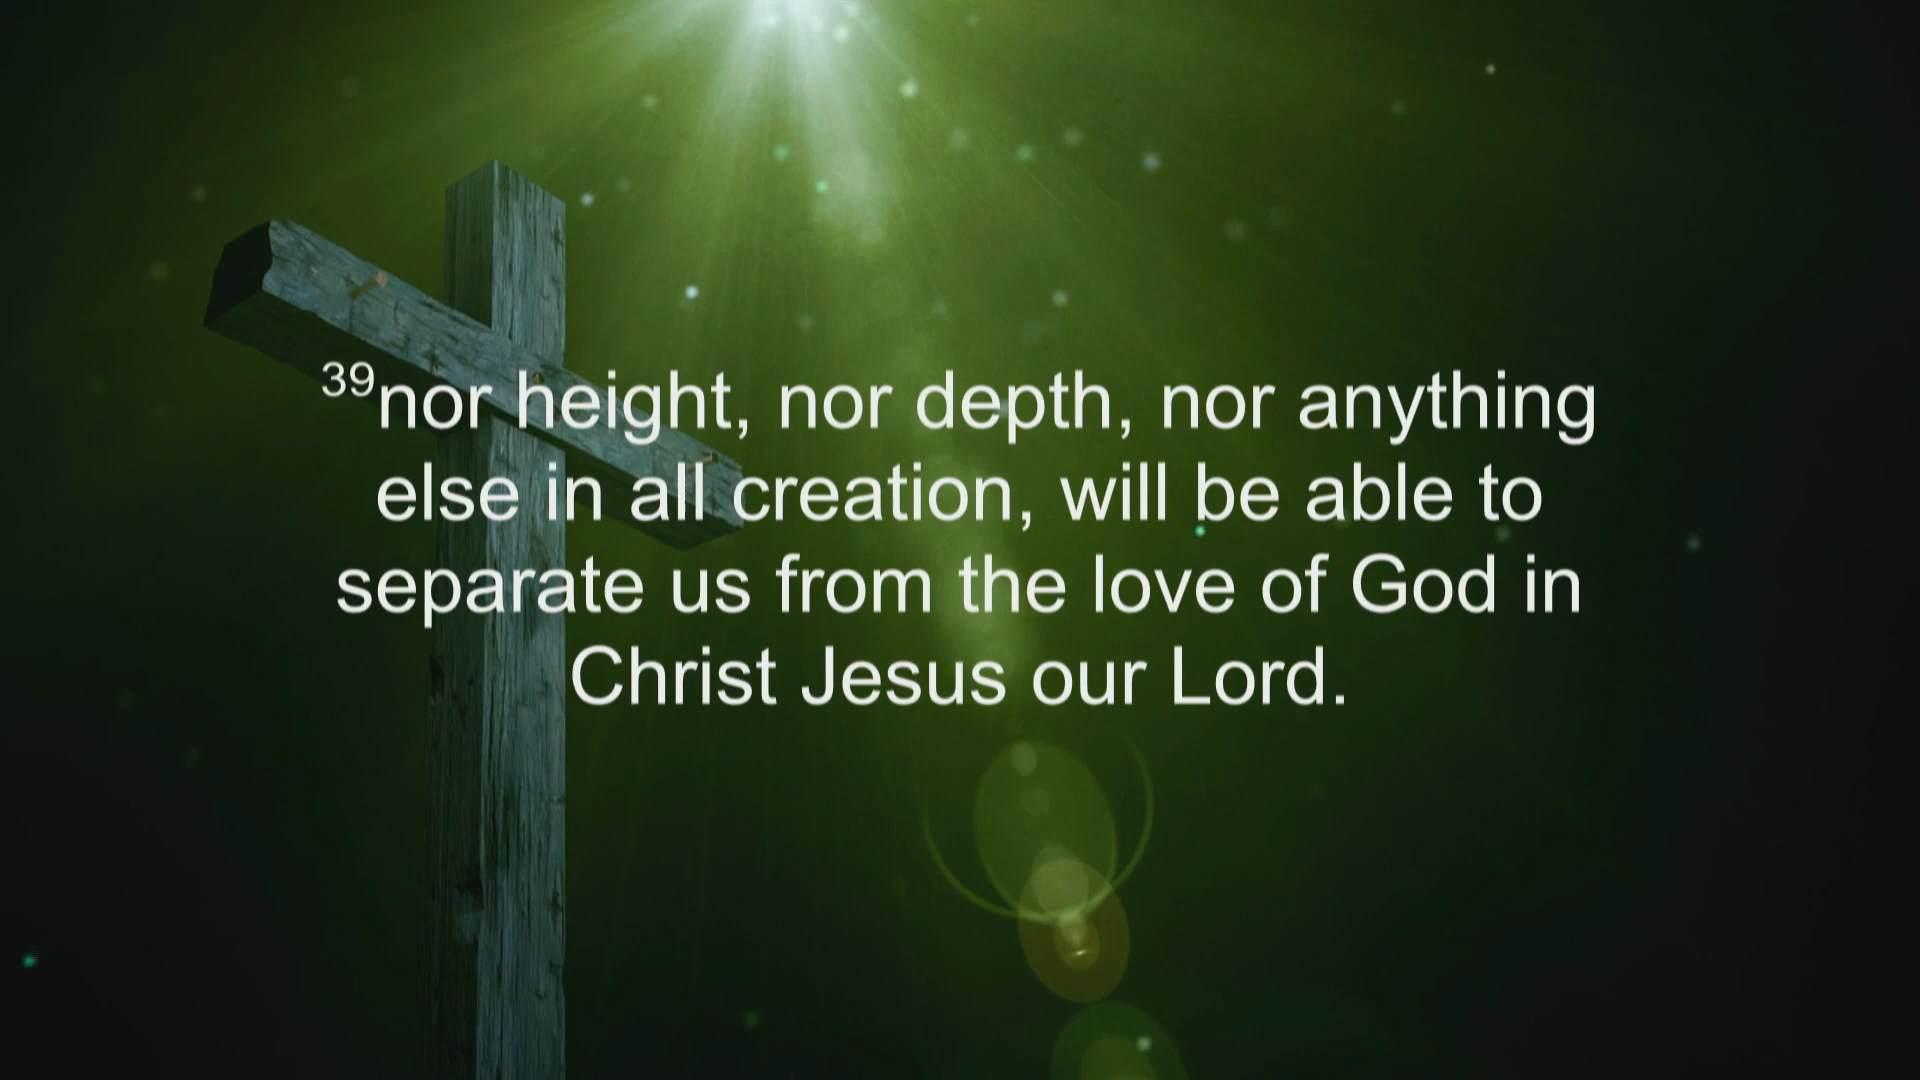 39nor height, nor depth, nor anything
else in all creation, will be able to
separate us from the love of God in
Christ Jesus our Lord.